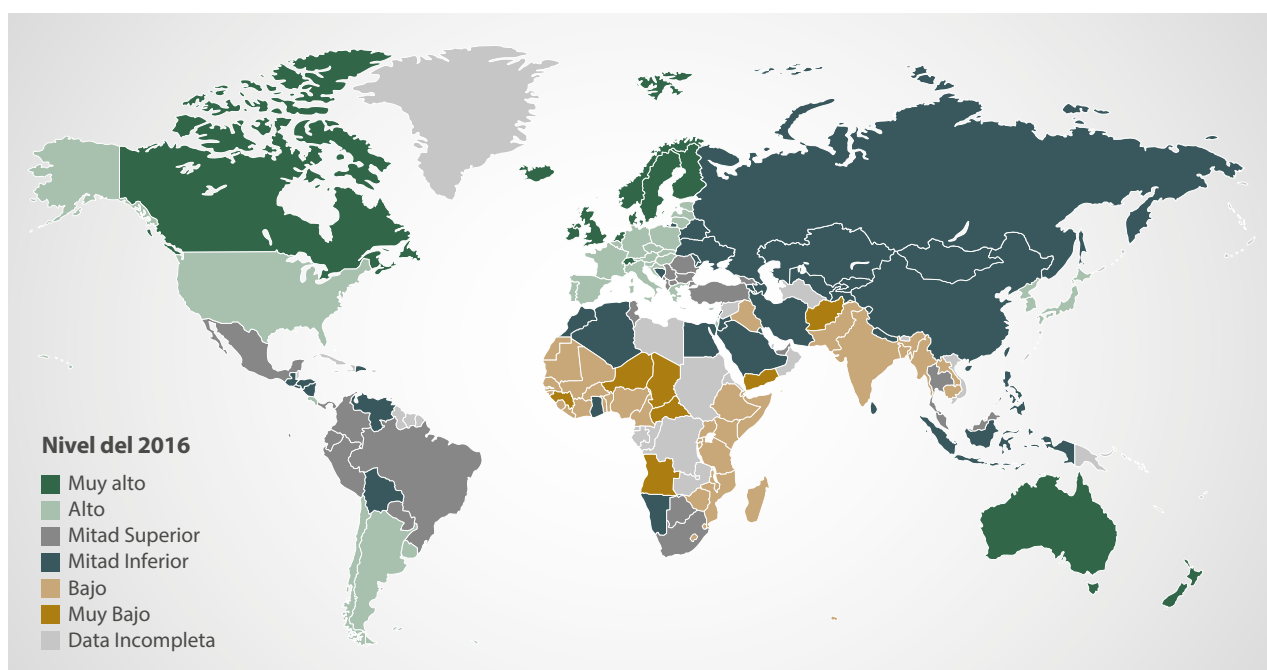 Nivel del 2016
Muy alto
Alto
Mitad Superior
Mitad Inferior
Bajo
Muy Bajo
Data Incompleta